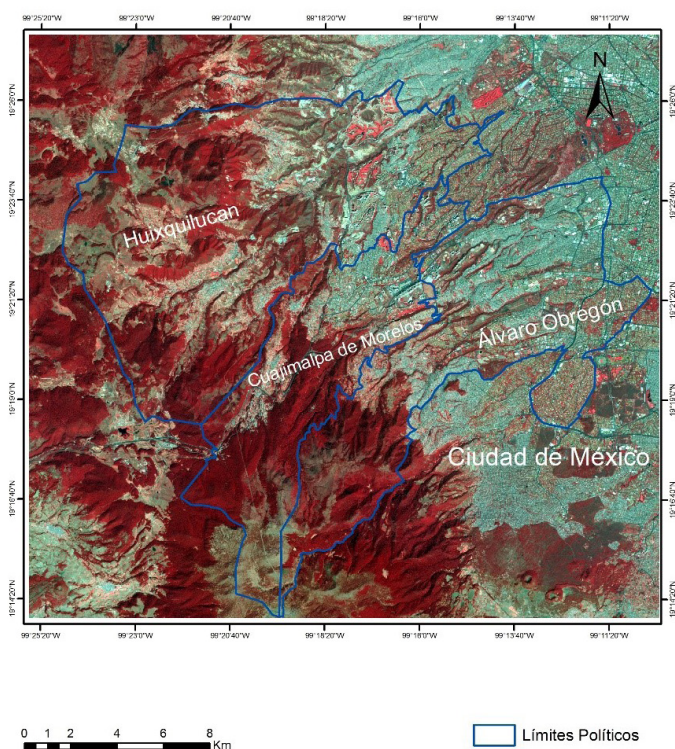 99°25'20"W 99°23'0"W 99°20'40"W 99°18'20"W 99°16'0"W 99°13'40"W 99°11'20"W
N
19°26'0"N 19°26'0"N
19°23'40"N 19°23'40"N
Huixquilucan
19°21'20"N 19°21'20"N
Cuajimalpa de Morelos
Álvaro Obregón
19°19'0"N 19°19'0"N
Ciudad de México
19°16'40"N 19°16'40"N
19°14'20"N 19°14'20"N
99°25'20"W 99°23'0"W 99°20'40"W 99°18'20"W 99°16'0"W 99°13'40"W 99°11'20"W
0 1 2 4 6 8
Km
Límites Políticos